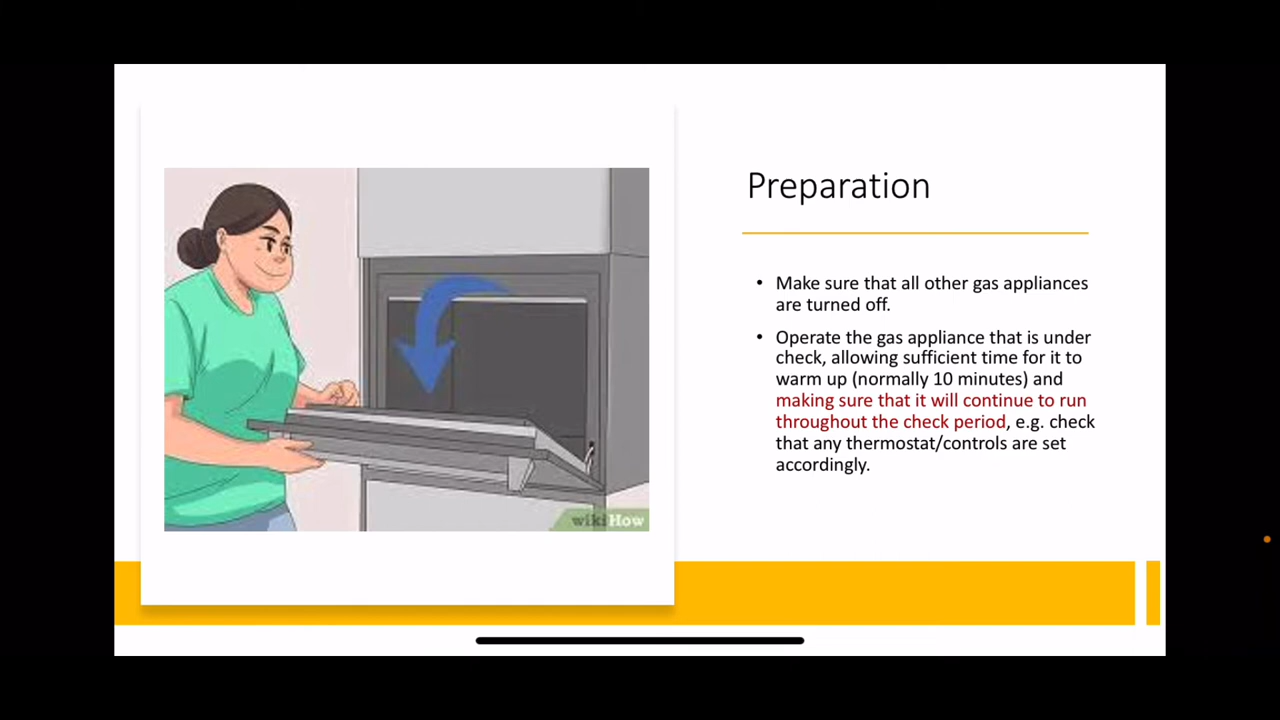 Preparation
• Make sure that all other gas appliances
are turned off.
• Operate the gas appliance that is under
check, allowing sufficient time for it to
warm up (normally 10 minutes) and
making sure that it will continue to run
throughout the check period, e.g. check
that any thermostat/controls are set
accordingly.
wikiHow